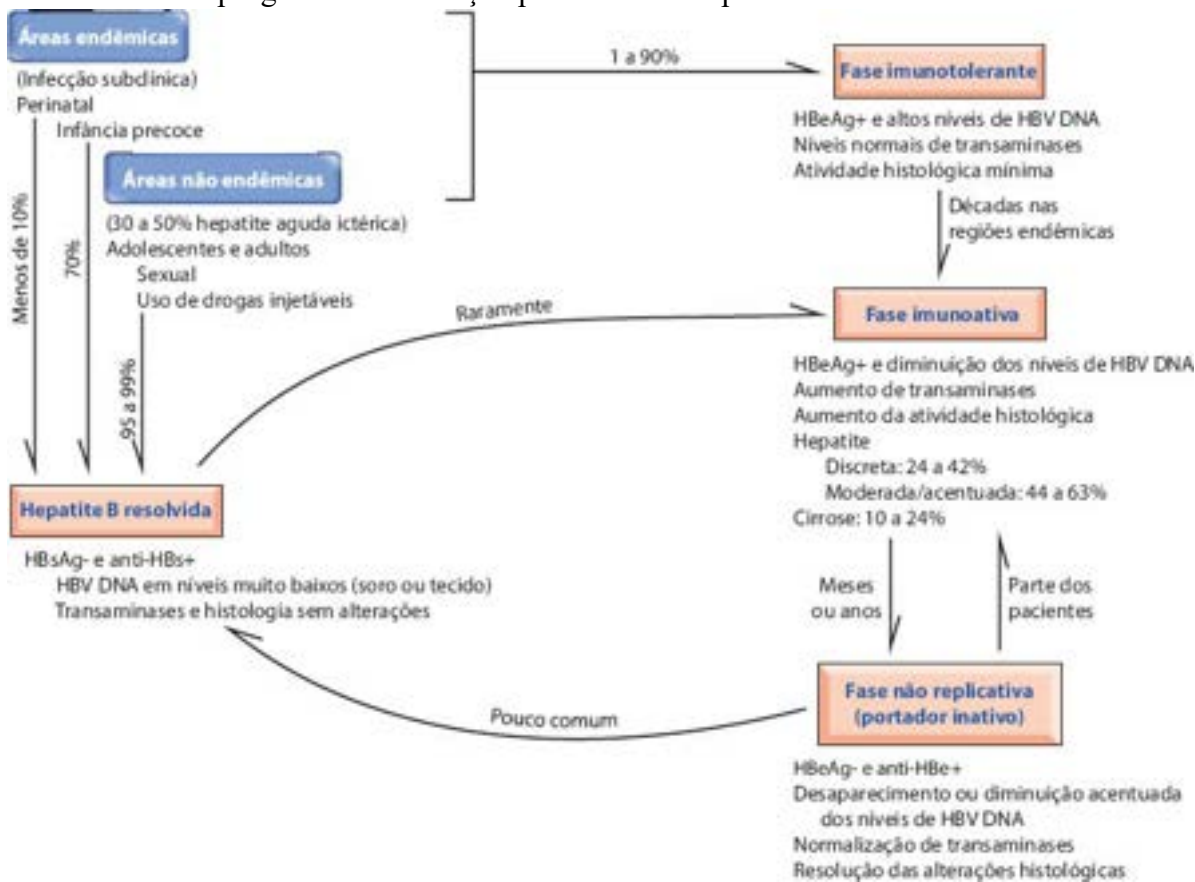 Áreas endêmicas
(Infecção subclínica)
Perinatal
Infância precoce
Áreas não endêmicas
(30 a 50% hepatite aguda ictérica)
Adolescentes e adultos
Sexual
Uso de drogas injetáveis
Menos de 10%
70%
95 a 99%
1 a 90%
Fase imunotolerante
HBeAg+ e altos níveis de HBV DNA
Níveis normais de transaminases
Atividade histológica mínima
Décadas nas
regiões endêmicas
Raramente
Fase imunoativa
HBeAg+ e diminuição dos níveis de HBV DNA
Aumento de transaminases
Aumento da atividade histológica
Hepatite
Discreta: 24 a 42%
Moderada/acentuada: 44 a 63%
Cirrose: 10 a 24%
Hepatite B resolvida
HBsAg- e anti-HBs+
HBV DNA em níveis muito baixos (soro ou tecido)
Transaminases e histologia sem alterações
Meses
ou anos
Parte dos
pacientes
Pouco comum
Fase não replicativa
(portador inativo)
HBeAg- e anti-HBe+
Desaparecimento ou diminuição acentuada
dos níveis de HBV DNA
Normalização de transaminases
Resolução das alterações histológicas